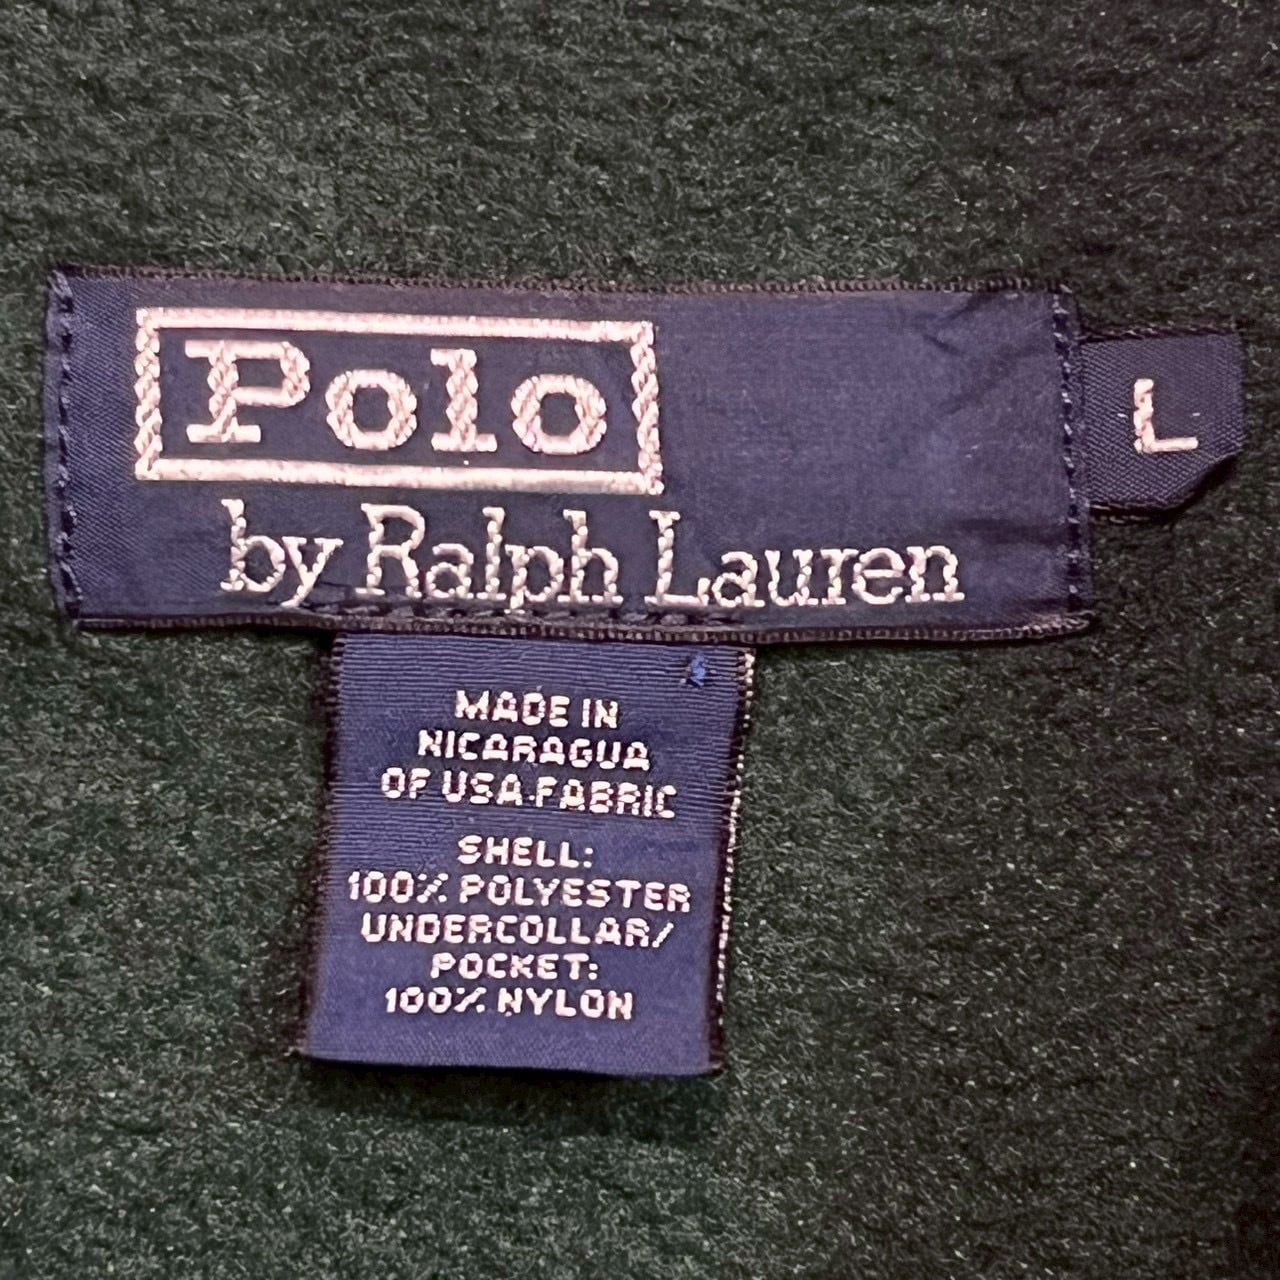 Polo
by Ralph Lauren
L
MADE IN
NICARAGUA
OF USA FABRIC
SHELL:
100% POLYESTER
UNDERCOLLAR/
POCKET:
100% NYLON